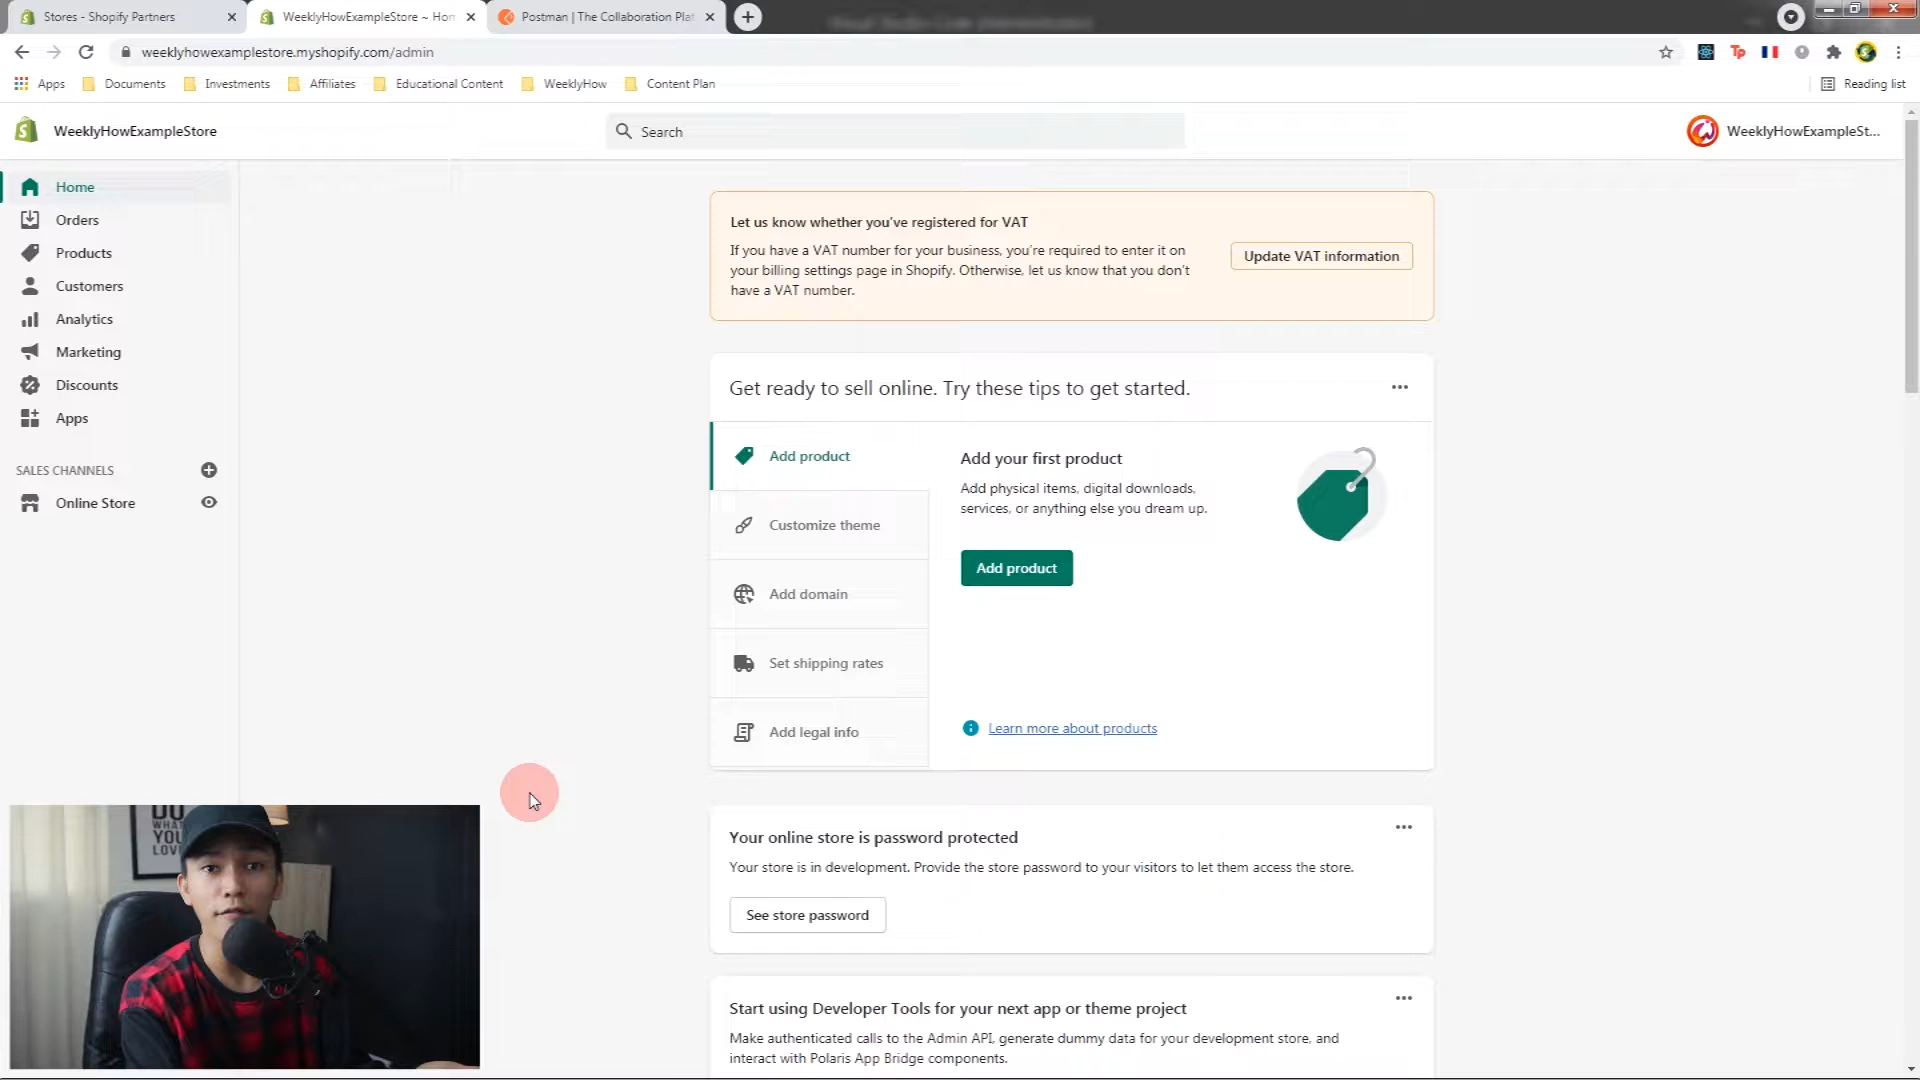 Stores - Shopify Partners
WeeklyHowExampleStore ~ Hom
Postman | The Collaboration Plat
weeklyhowexamplestore.myshopify.com/admin
Apps
Documents
Investments
Affiliates
Educational Content
WeeklyHow
Content Plan
Reading list
WeeklyHowExampleStore
Search
WeeklyHowExampleSt...
Home
Orders
Products
Customers
Analytics
Marketing
Discounts
Apps
SALES CHANNELS
Online Store
Let us know whether you've registered for VAT
If you have a VAT number for your business, you're required to enter it on
your billing settings page in Shopify. Otherwise, let us know that you don't
have a VAT number.
Update VAT information
Get ready to sell online. Try these tips to get started.
Add product
Customize theme
Add domain
Set shipping rates
Add legal info
Add your first product
Add physical items, digital downloads,
services, or anything else you dream up.
Add product
Learn more about products
Your online store is password protected
Your store is in development. Provide the store password to your visitors to let them access the store.
See store password
Start using Developer Tools for your next app or theme project
Make authenticated calls to the Admin API, generate dummy data for your development store, and
interact with Polaris App Bridge components.
DO
WHAT
YOU
LOVE